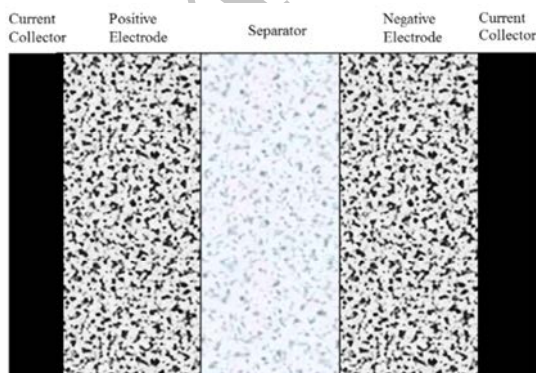 Current
Collector
Positive
Electrode
Separator
Negative
Electrode
Current
Collector